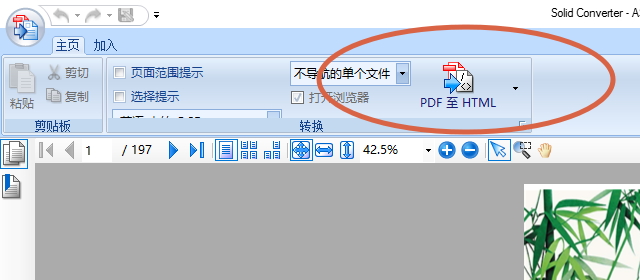 Solid Converter - A
主页 加入
粘贴
剪切
复制
剪贴板
页面范围提示
选择提示
不导航的单个文件
打开浏览器
PDF 至 HTML
转换
1 / 197
42.5%